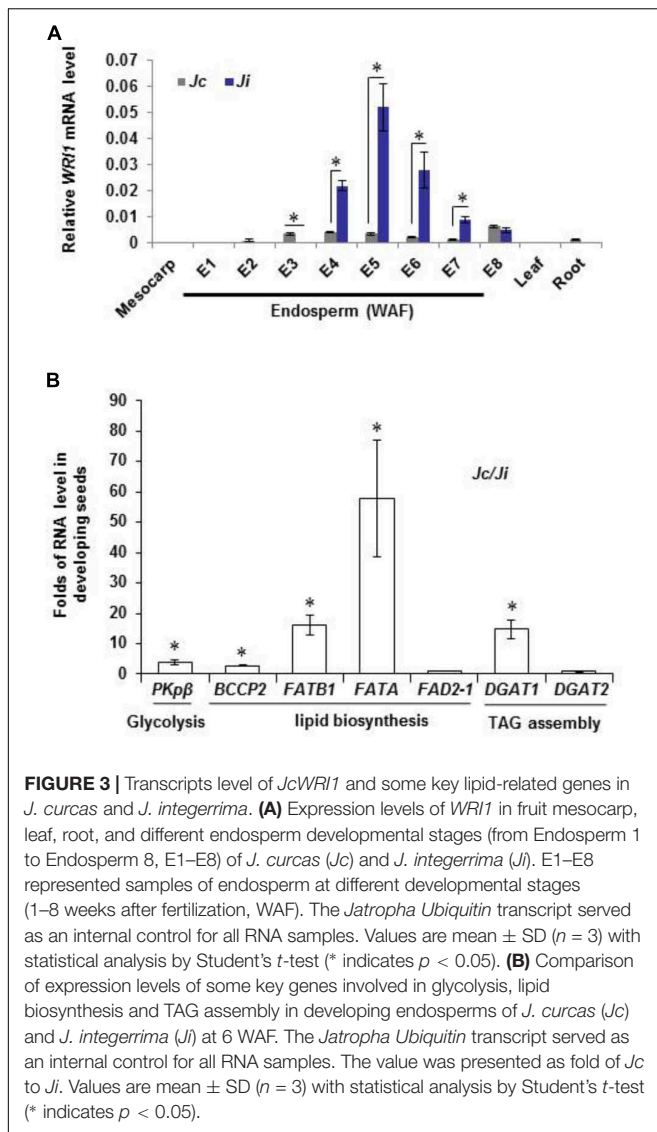 A
Relative WRI1 mRNA level
0.07
0.06
0.05
0.04
0.03
0.02
0.01
0
Jc Ji
*
*
*
*
*
Mesocarp E1 E2 E3 E4 E5 E6 E7 E8 Leaf Root
Endosperm (WAF)
B
Folds of RNA level in
developing seeds
90
80
70
60
50
40
30
20
10
0
Jc/Ji
*
*
*
*
*
PKpβ BCCP2 FATB1 FATA FAD2-1 DGAT1 DGAT2
Glycolysis lipid biosynthesis TAG assembly
FIGURE 3 | Transcripts level of JcWRI1 and some key lipid-related genes in
J. curcas and J. integerrima. (A) Expression levels of WRI1 in fruit mesocarp,
leaf, root, and different endosperm developmental stages (from Endosperm 1
to Endosperm 8, E1–E8) of J. curcas (Jc) and J. integerrima (Ji). E1–E8
represented samples of endosperm at different developmental stages
(1–8 weeks after fertilization, WAF). The Jatropha Ubiquitin transcript served
as an internal control for all RNA samples. Values are mean ± SD (n = 3) with
statistical analysis by Student's t-test (* indicates p < 0.05). (B) Comparison
of expression levels of some key genes involved in glycolysis, lipid
biosynthesis and TAG assembly in developing endosperms of J. curcas (Jc)
and J. integerrima (Ji) at 6 WAF. The Jatropha Ubiquitin transcript served as
an internal control for all RNA samples. The value was presented as fold of Jc
to Ji. Values are mean ± SD (n = 3) with statistical analysis by Student's t-test
(* indicates p < 0.05).